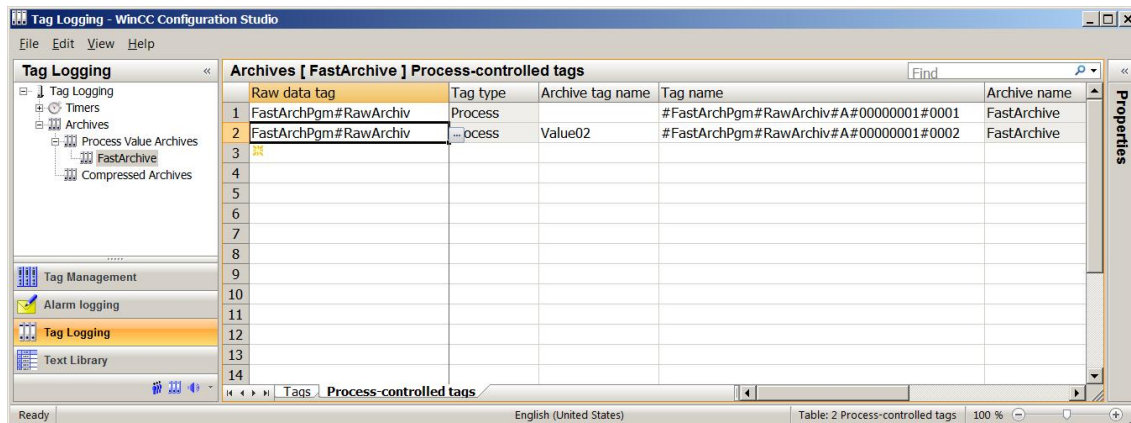 Tag Logging - WinCC Configuration Studio
File Edit View Help
Tag Logging «
Tag Logging
Timers
Archives
Process Value Archives
FastArchive
Compressed Archives
Tag Management
Alarm logging
Tag Logging
Text Library
Archives [ FastArchive ] Process-controlled tags Find
Raw data tag Tag type Archive tag name Tag name Archive name
1 FastArchPgm#RawArchiv Process #FastArchPgm#RawArchiv#A#00000001#0001 FastArchive
2 FastArchPgm#RawArchiv ... ocess Value02 #FastArchPgm#RawArchiv#A#00000001#0002 FastArchive
3
4
5
6
7
8
9
10
11
12
13
14
Tags Process-controlled tags
« 
Properties
Ready English (United States) Table: 2 Process-controlled tags 100 %